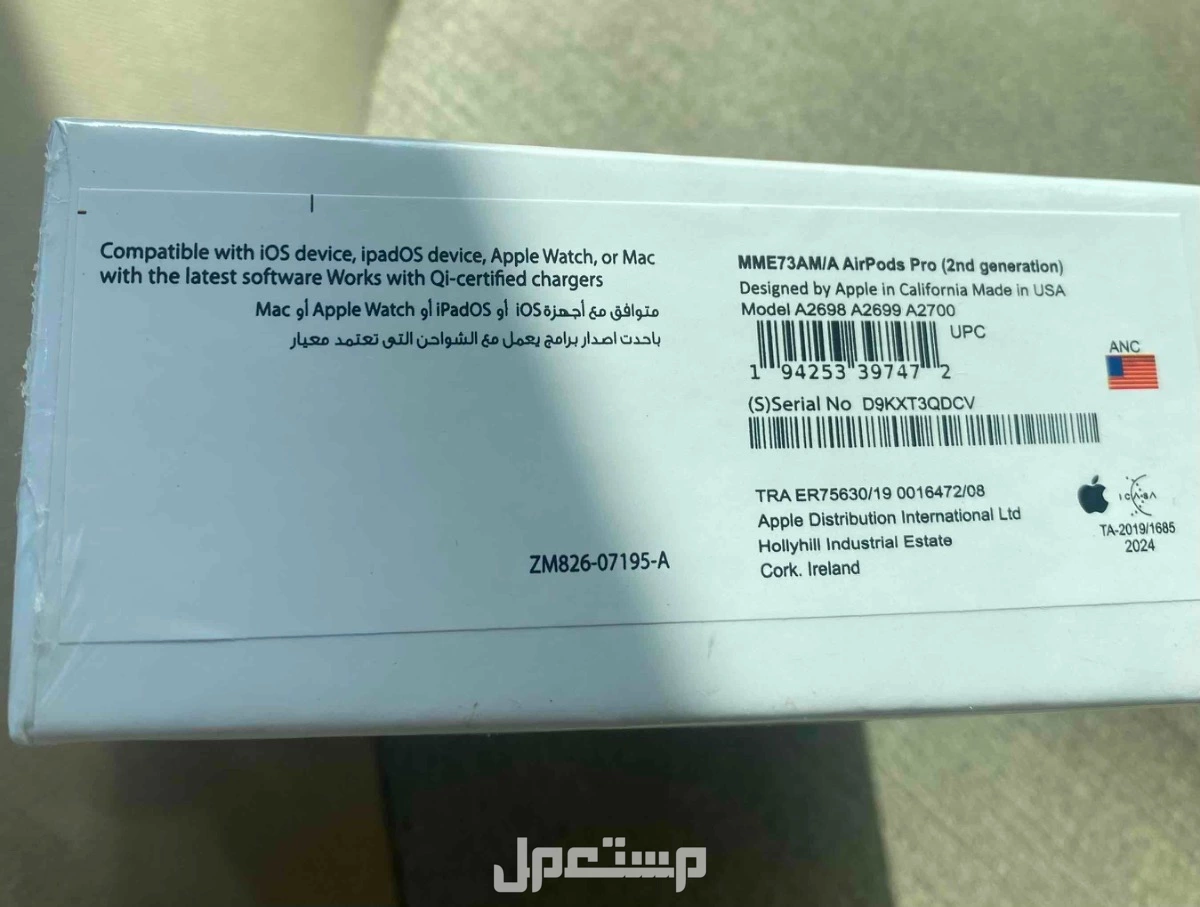 Compatible with iOS device, ipadOS device, Apple Watch, or Mac
with the latest software Works with Qi-certified chargers
متوافق مع أجهزة iOS أو iPadOS أو Apple Watch أو Mac
باحدت اصدار برامج يعمل مع الشواحن التى تعتمد معيار
ZM826-07195-A
MME73AM/A AirPods Pro (2nd generation)
Designed by Apple in California Made in USA
Model A2698 A2699 A2700
UPC
1 94253 39747 2
ANC
(S)Serial No D9KXT3QDCV
TRA ER75630/19 0016472/08
Apple Distribution International Ltd
Hollyhill Industrial Estate
Cork. Ireland
TA-2019/1685
2024
مستعمل